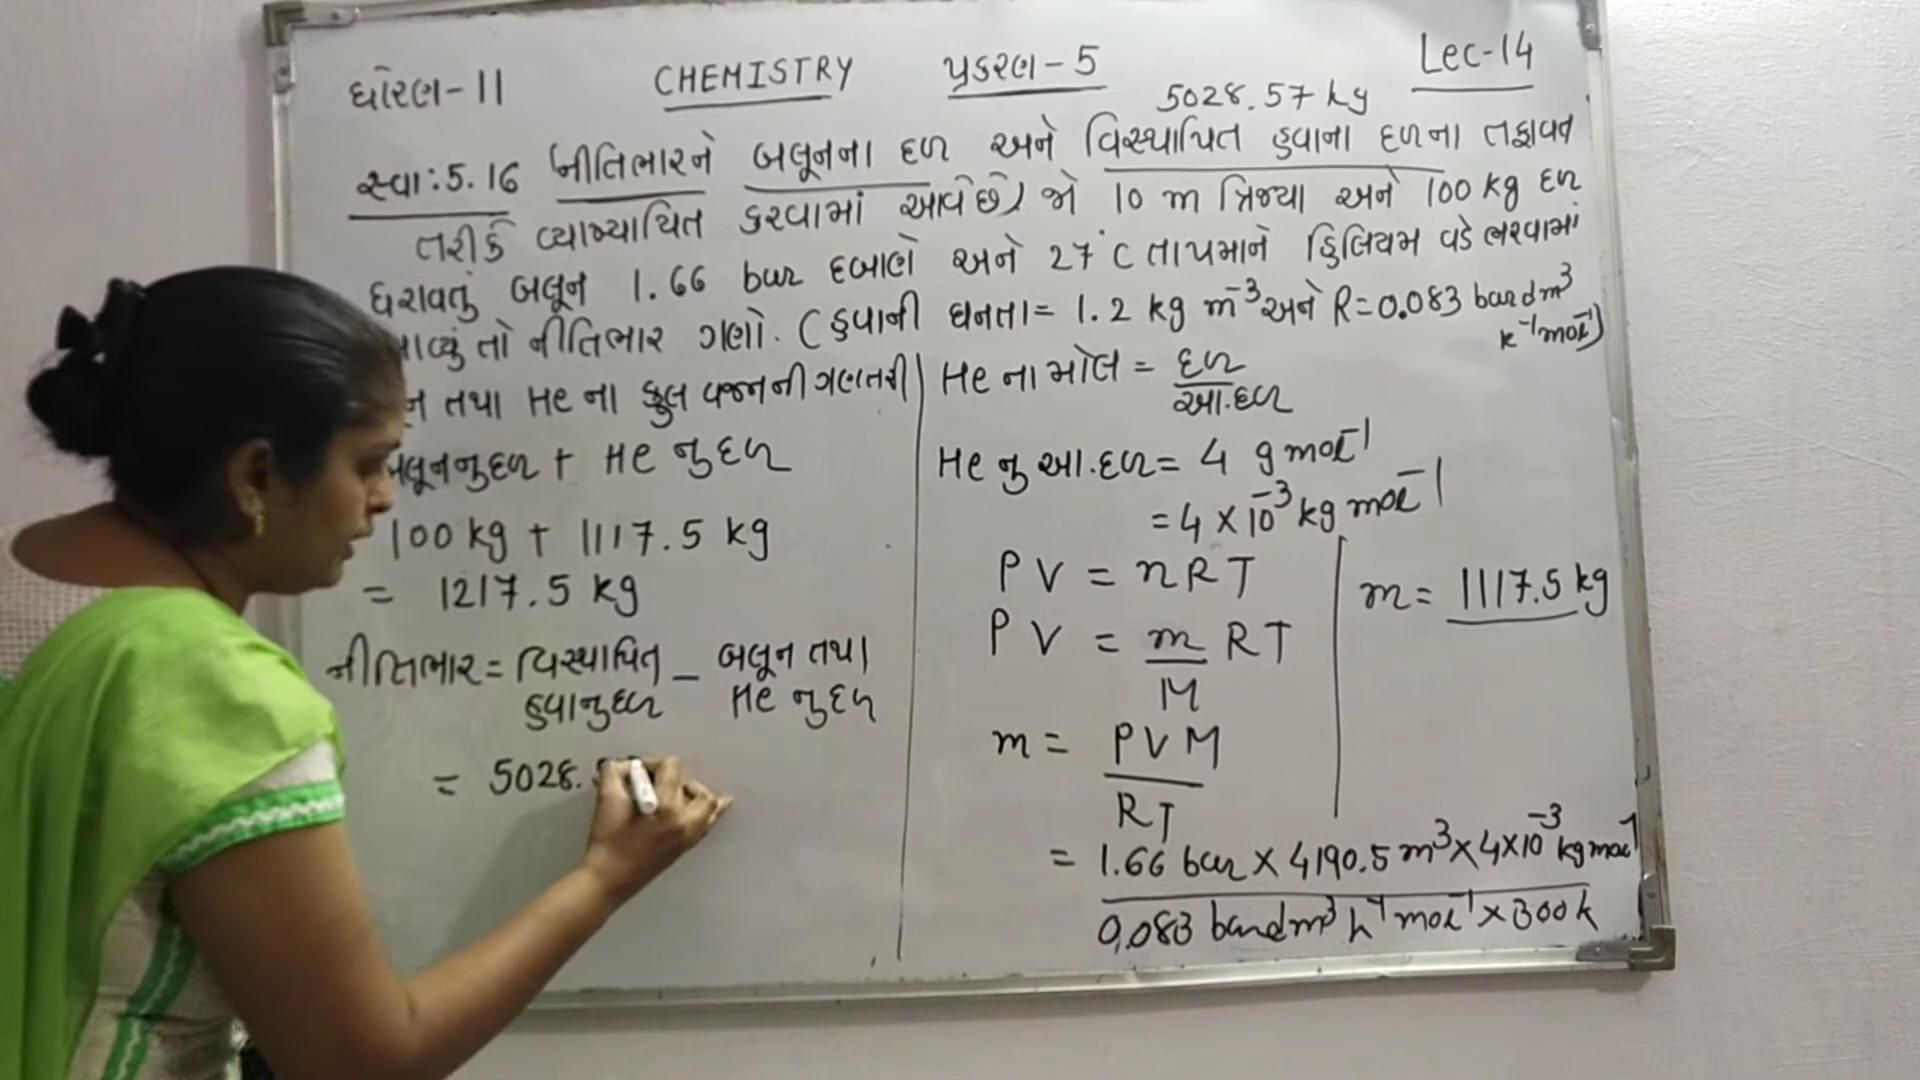 ધોરણ-11 CHEMISTRY પ્રકરણ-5 Lec-14
5028.57 kg
સ્વા:5.16 નીતિભારને બલૂનના દળ અને વિસ્થાપિત હવાના દળના તફાવત
તરીકે વ્યાખ્યાયિત કરવામાં આવે છે. જો 10 m ત્રિજ્યા અને 100 kg દળ
ધરાવતું બલૂન 1.66 bar દબાણે અને 27°C તાપમાને હિલિયમ વડે ભરવામાં
તો નીતિભાર ગણો. (હવાની ઘનતા = 1.2 kg m⁻³ અને R=0.083 bar dm³
K⁻¹mol⁻¹)
તથા He ના કુલ વજનની ગણતરી
બલૂનનું દળ + He નું દળ
100 kg + 1117.5 kg
= 1217.5 kg
નીતિભાર = વિસ્થાપિત - બલૂન તથા
હવાનું દળ He નું દળ
= 5028.
He ના મોલ = દળ
આ.દળ
He નું આ.દળ = 4 g mol⁻¹
= 4 × 10⁻³ kg mol⁻¹
PV = nRT
PV = m RT
M
m = PVM
RT
= 1.66 bar × 4190.5 m³ × 4×10⁻³ kg mol⁻¹
0.083 bar dm³ k⁻¹ mol⁻¹ × 300 k
m = 1117.5 kg